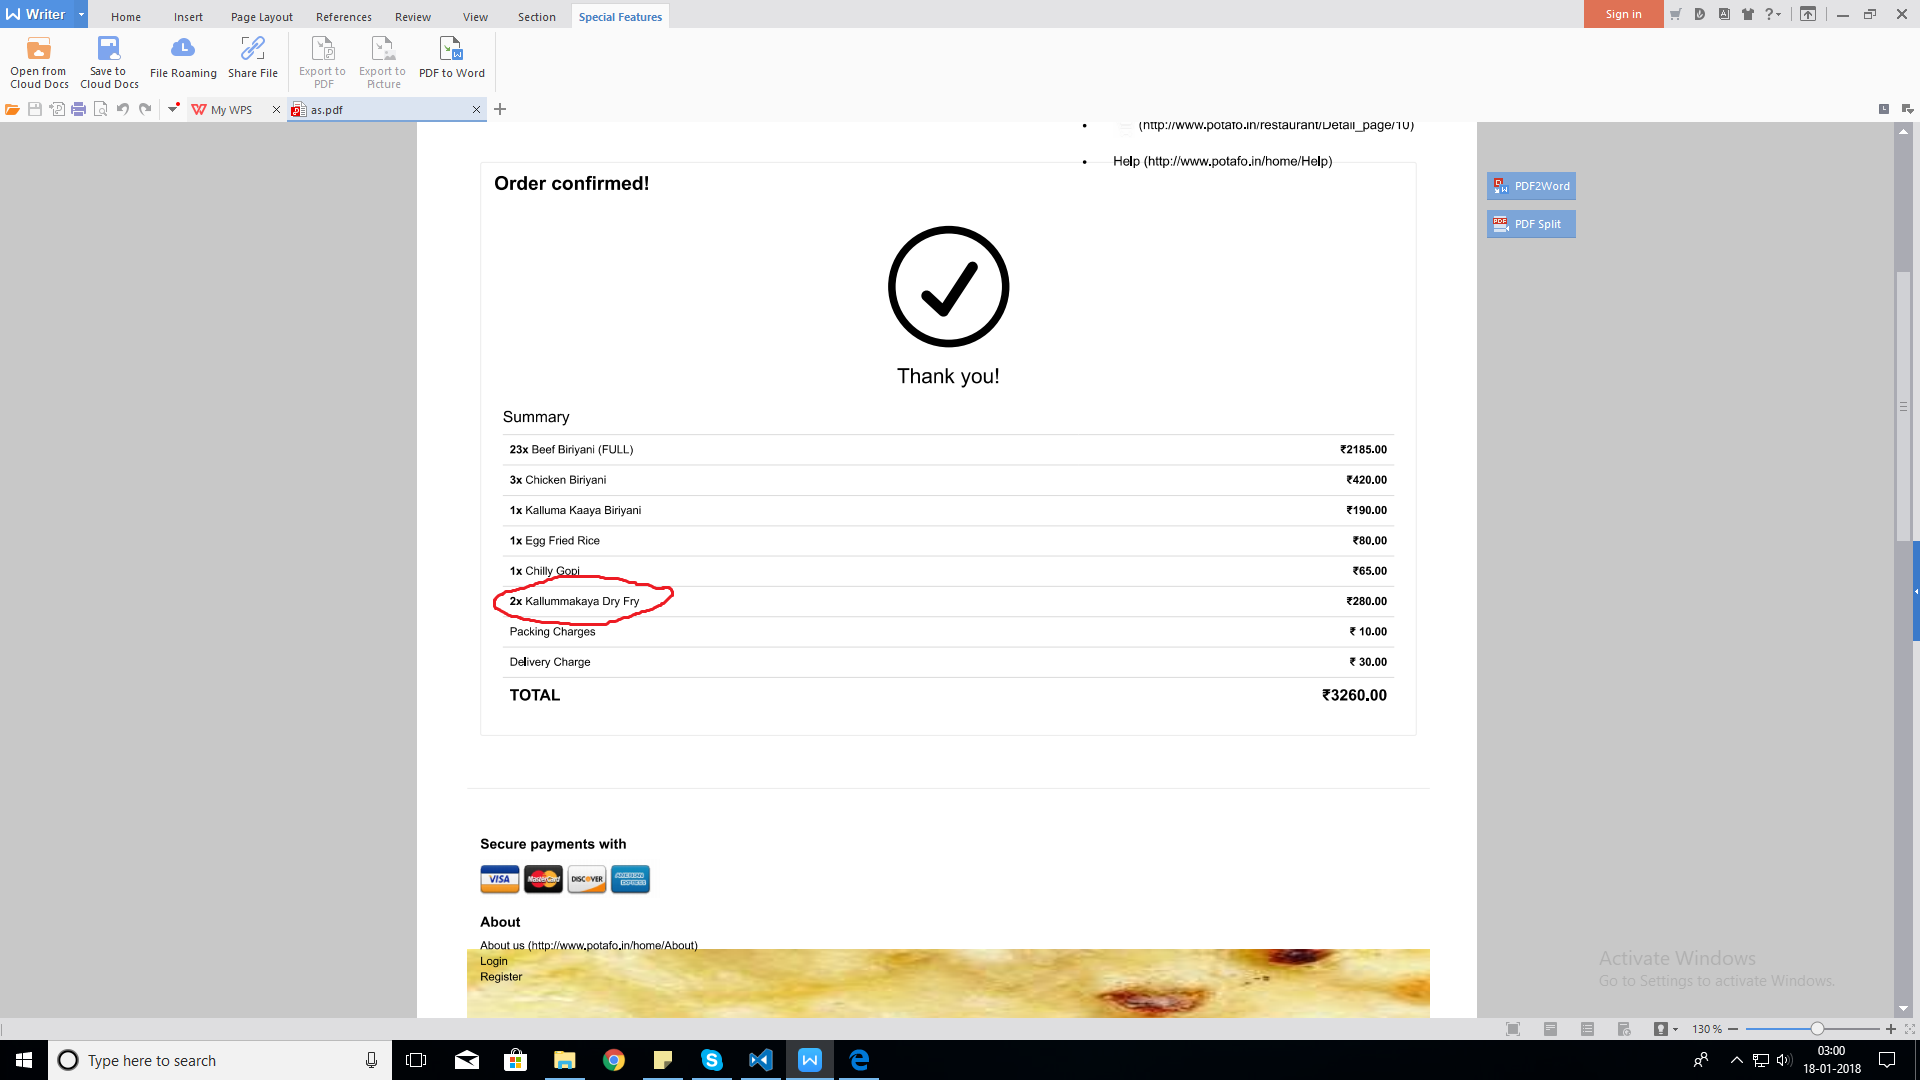 Writer
Home Insert Page Layout References Review View Section Special Features
Sign in
Open from Cloud Docs
Save to Cloud Docs
File Roaming
Share File
Export to PDF
Export to Picture
PDF to Word
My WPS
as.pdf
(http://www.potafo.in/restaurant/Detail_page/10)
Help (http://www.potafo.in/home/Help)
PDF2Word
PDF Split
Order confirmed!
Thank you!
Summary
23x Beef Biriyani (FULL) ₹2185.00
3x Chicken Biriyani ₹420.00
1x Kalluma Kaaya Biriyani ₹190.00
1x Egg Fried Rice ₹80.00
1x Chilly Gopi ₹65.00
2x Kallummakaya Dry Fry ₹280.00
Packing Charges ₹ 10.00
Delivery Charge ₹ 30.00
TOTAL ₹3260.00
Secure payments with
VISA MasterCard DISCOVER AMERICAN EXPRESS
About
About us (http://www.potafo.in/home/About)
Login
Register
Activate Windows
Go to Settings to activate Windows.
130 %
Type here to search
03:00
18-01-2018